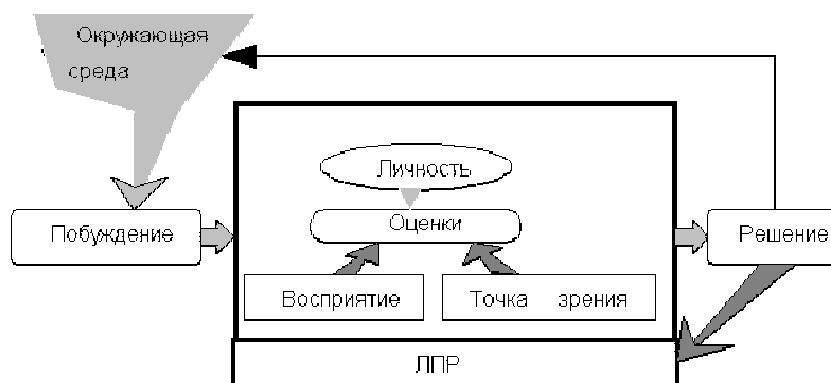 Окружающая
среда
Личность
Побуждение
Оценки
Решение
Восприятие
Точка зрения
ЛПР